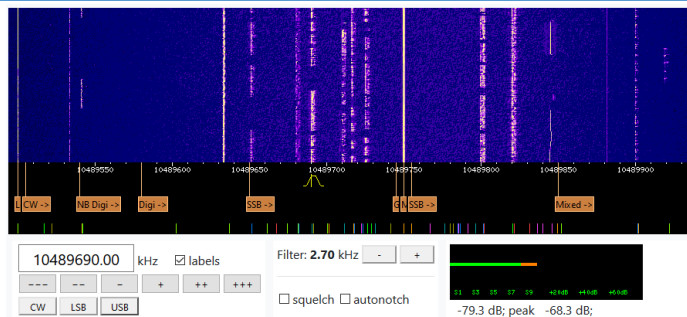 10489550 10489600 10489650 10489700 10489750 10489800 10489850 10489900
L CW -> NB Digi -> Digi -> SSB -> G M SSB -> Mixed ->
10489690.00 kHz labels
Filter: 2.70 kHz - +
--- -- - + ++ +++
CW LSB USB
squelch autonotch
S1 S3 S5 S7 S9 +20dB +40dB +60dB
-79.3 dB; peak -68.3 dB;